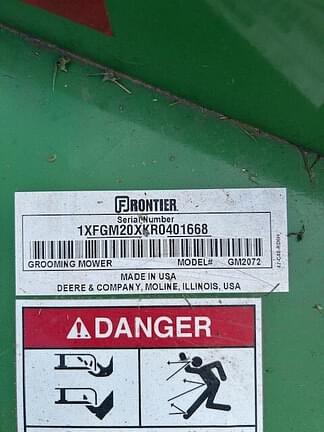 FRONTIER
Serial Number
1XFGM20XKR0401668
GROOMING MOWER MODEL# GM2072
MADE IN USA
DEERE & COMPANY, MOLINE, ILLINOIS, USA
DANGER